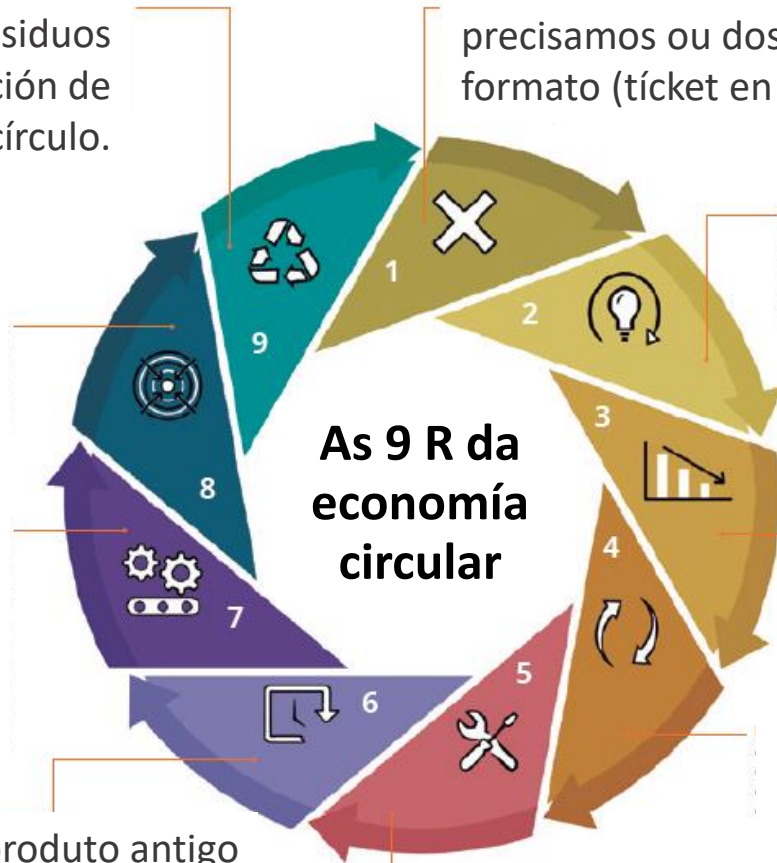 siduos
ción de
círculo.
precisamos ou dos
formato (tícket en
1
2
3
4
5
6
7
8
9
As 9 R da
economía
circular
produto antigo